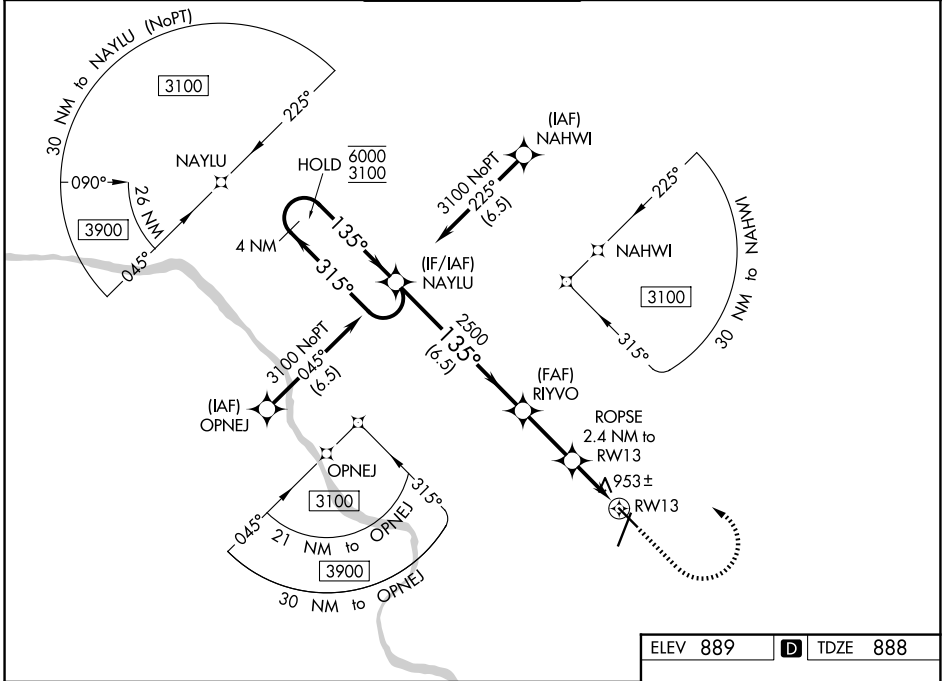 30 NM to NAYLU (NoPT)
3100
225°
NAYLU
090°
26 NM
3900
045°
HOLD 6000
3100
4 NM
135°
315°
(IF/IAF)
NAYLU
(IAF)
NAHWI
3100 NoPT
225°
(6.5)
225°
NAHWI
3100
315°
30 NM to NAHWI
3100 NoPT
045°
(6.5)
(IAF)
OPNEJ
2500
135°
(6.5)
(FAF)
RIYVO
ROPSE
2.4 NM to
RW13
953±
RW13
OPNEJ
3100
045°
315°
21 NM to OPNEJ
3900
30 NM to OPNEJ
ELEV 889 D TDZE 888